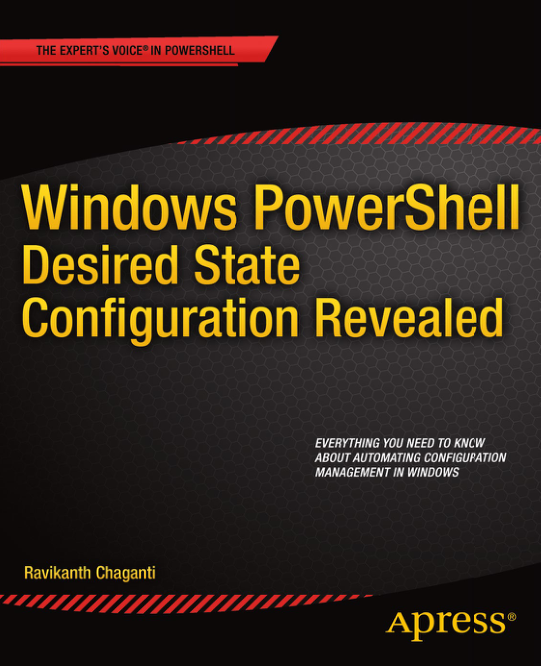 THE EXPERT'S VOICE® IN POWERSHELL
Windows PowerShell
Desired State
Configuration Revealed
EVERYTHING YOU NEED TO KNOW
ABOUT AUTOMATING CONFIGURATION
MANAGEMENT IN WINDOWS
Ravikanth Chaganti
Apress®